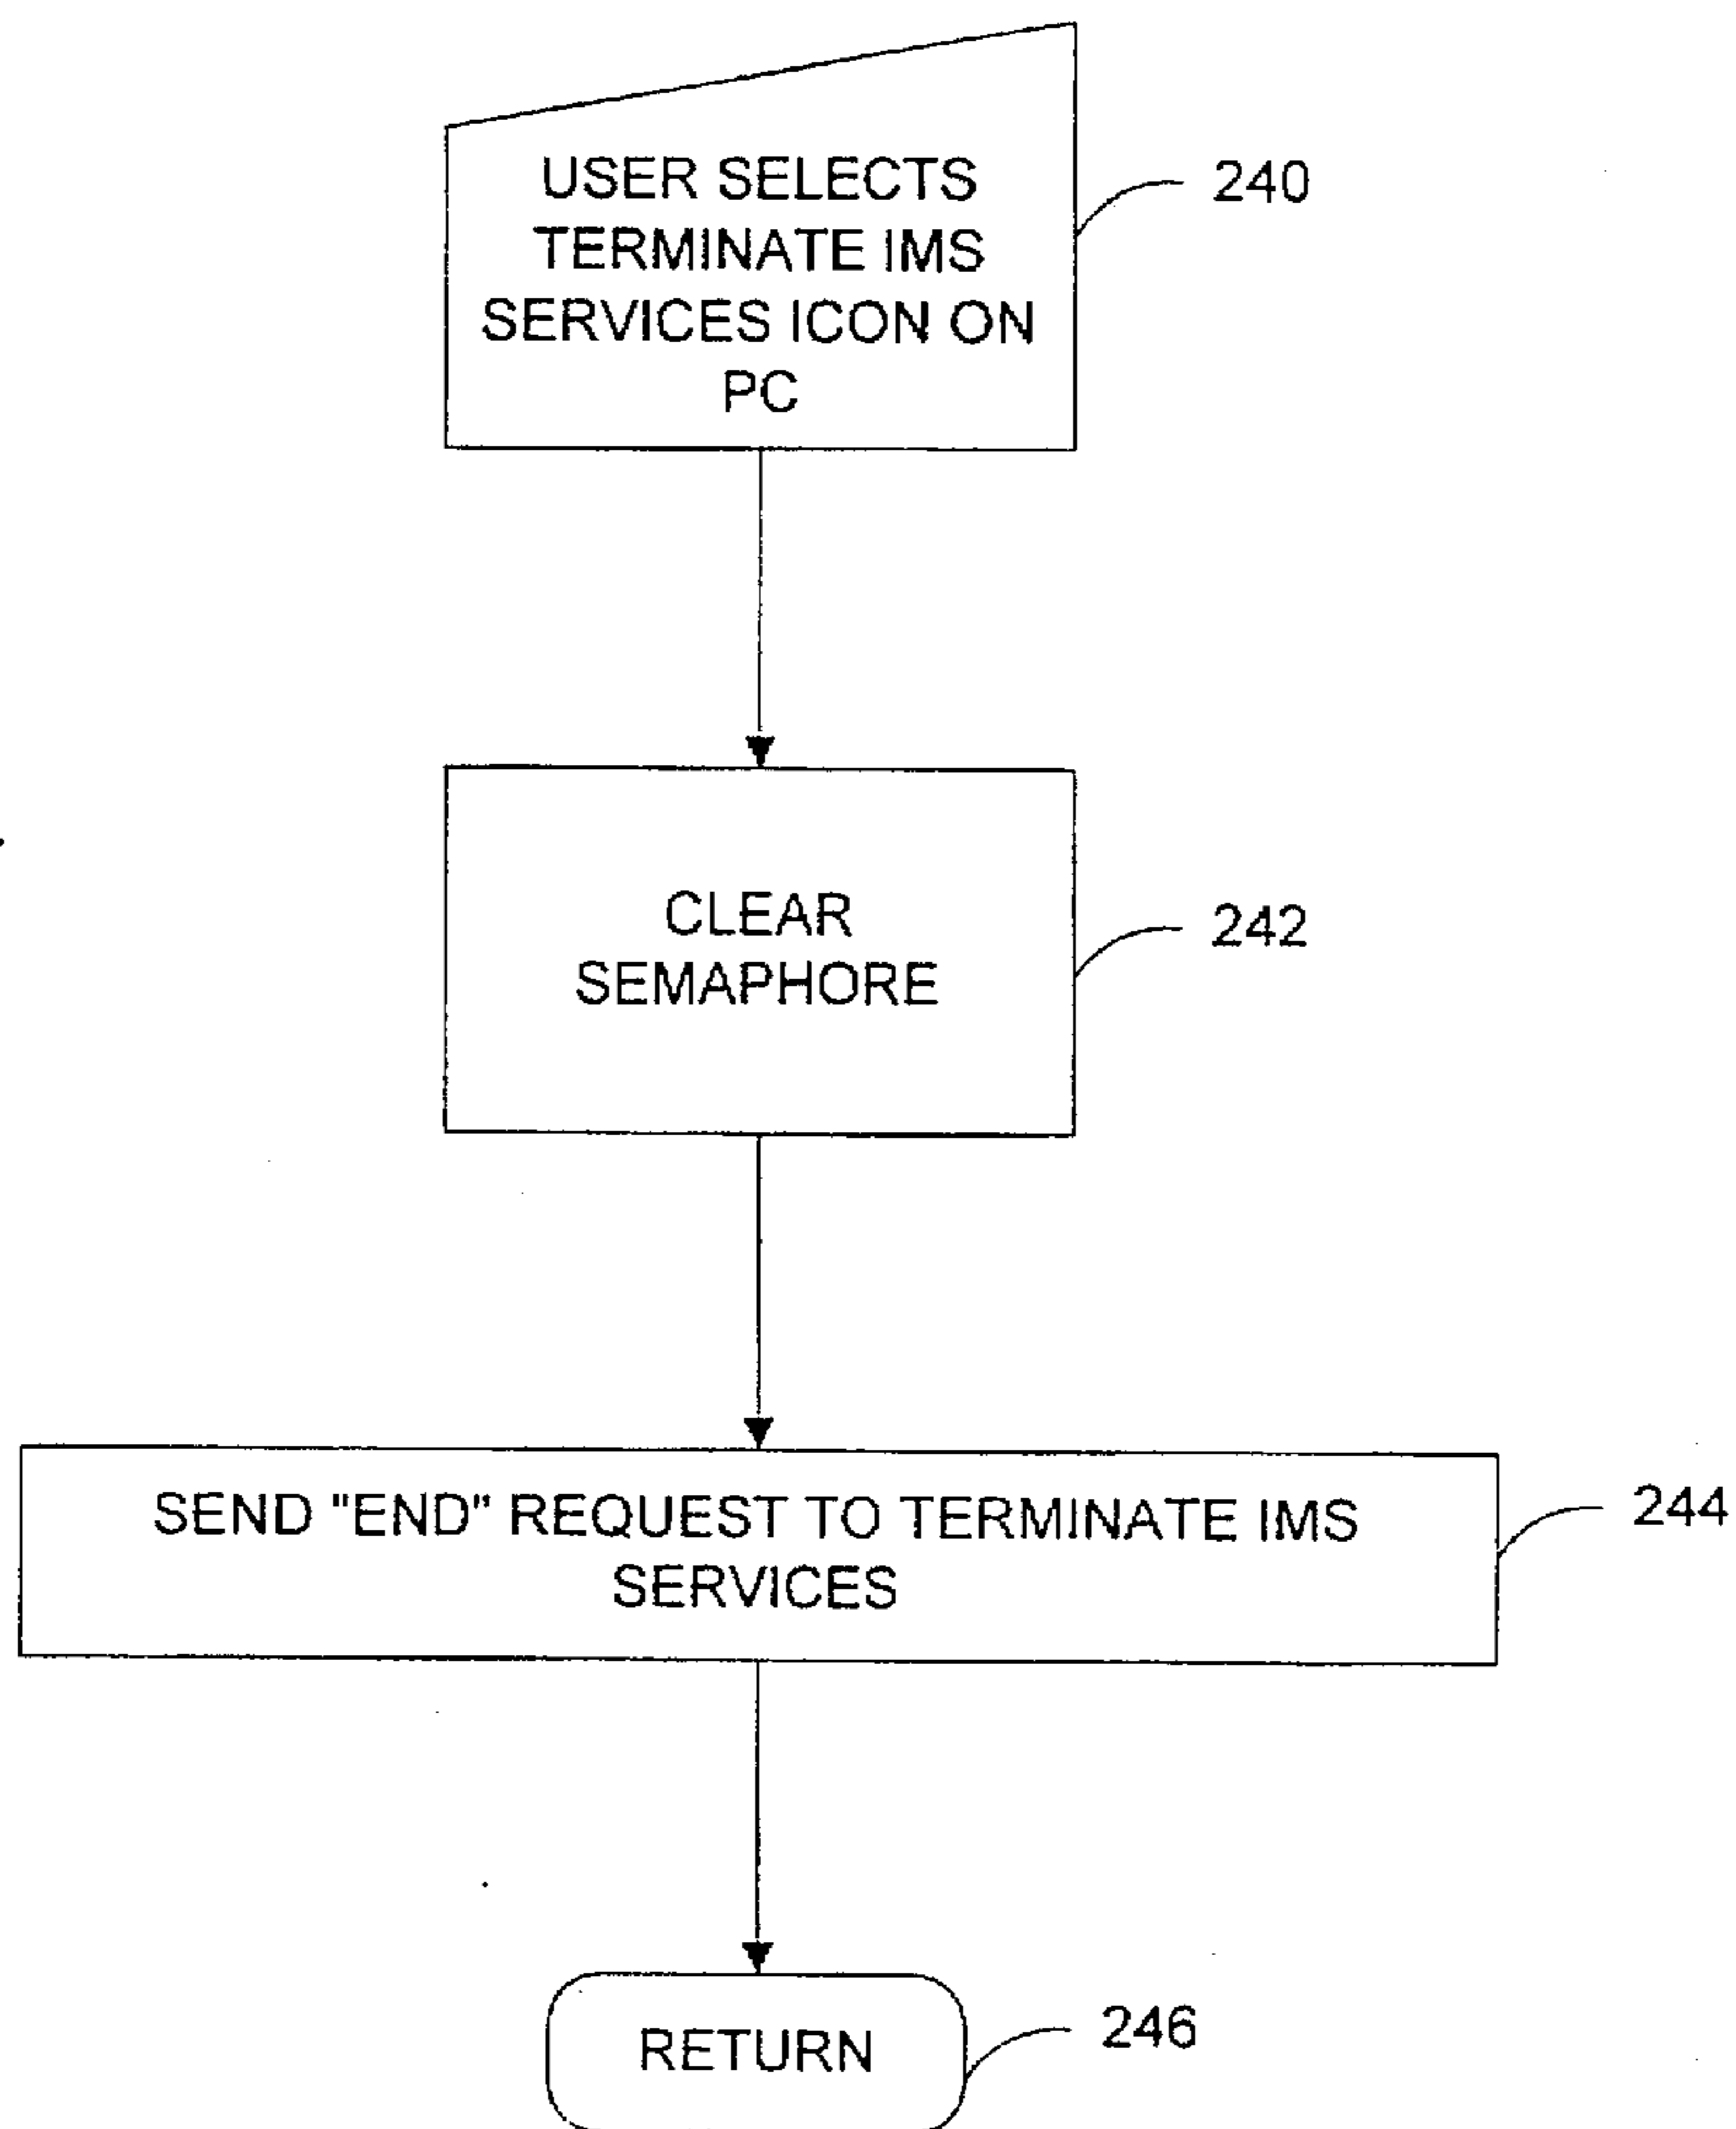 USER SELECTS
TERMINATE IMS
SERVICES ICON ON
PC
240
CLEAR
SEMAPHORE
242
SEND "END" REQUEST TO TERMINATE IMS
SERVICES
244
RETURN
246